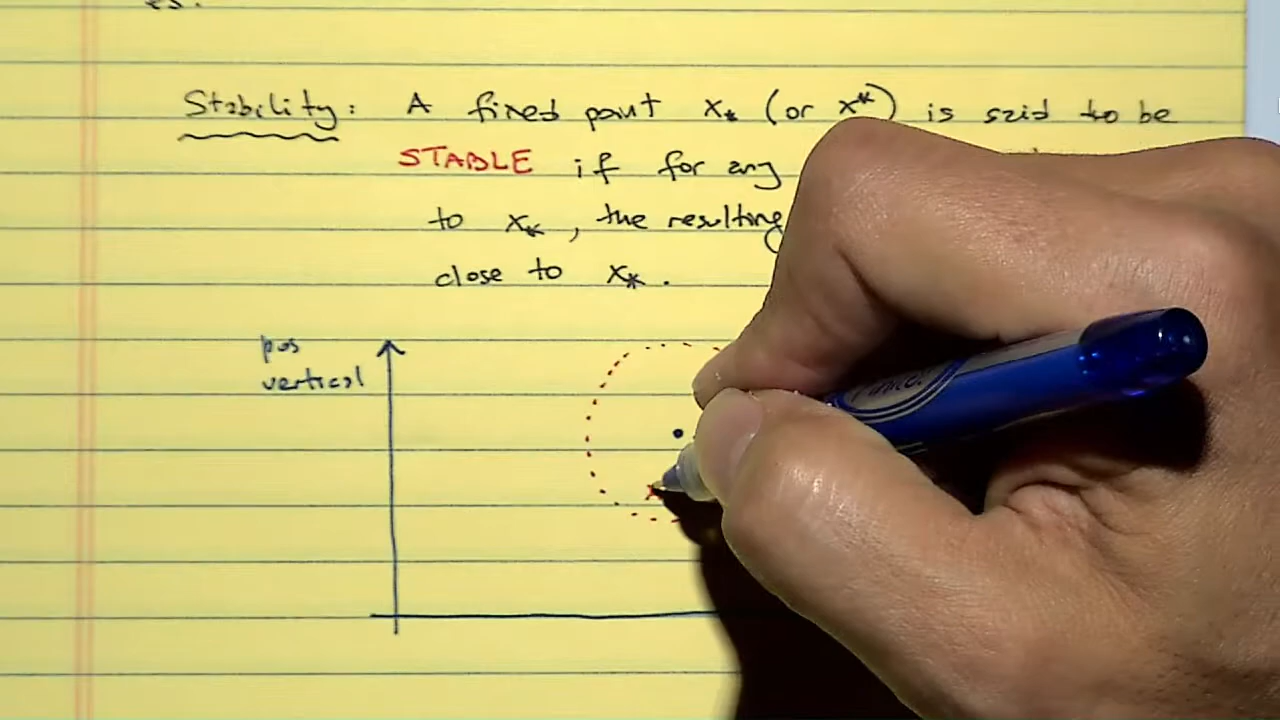 es.
Stability: A fixed point x* (or x*) is said to be
STABLE if for any
to x*, the resulting
close to x*.
pos
vertical